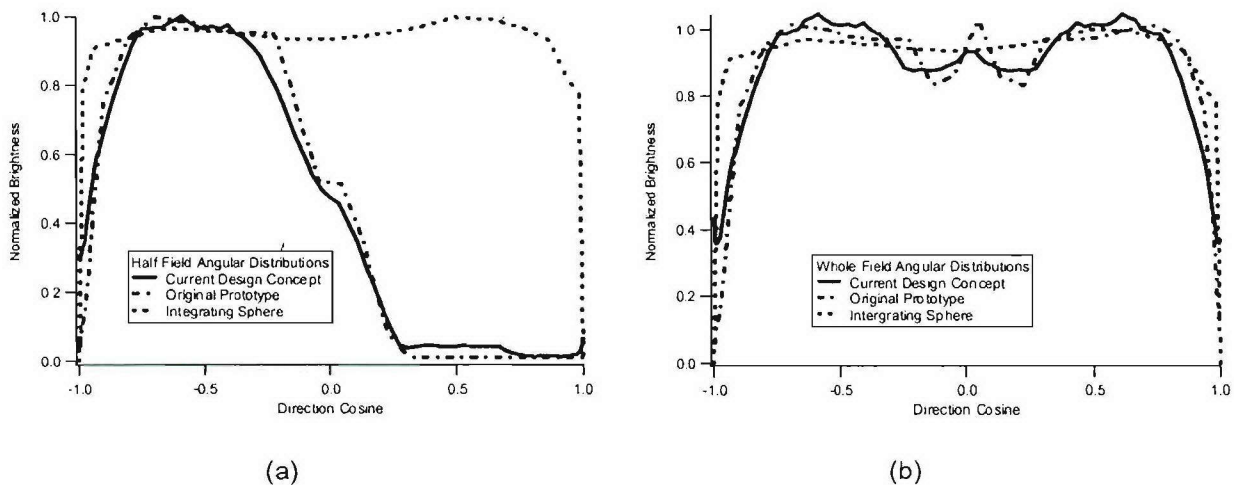 1.0
0.8
0.6
0.4
0.2
0.0
Normalized Brightness
Half Field Angular Distributions
Current Design Concept
Original Prototype
Integrating Sphere
-1.0 -0.5 0.0 0.5 1.0
Direction Cosine
(a)
1.0
0.8
0.6
0.4
0.2
0.0
Normalized Brightness
Whole Field Angular Distributions
Current Design Concept
Original Prototype
Intergrating Sphere
-1.0 -0.5 0.0 0.5 1.0
Direction Cosine
(b)